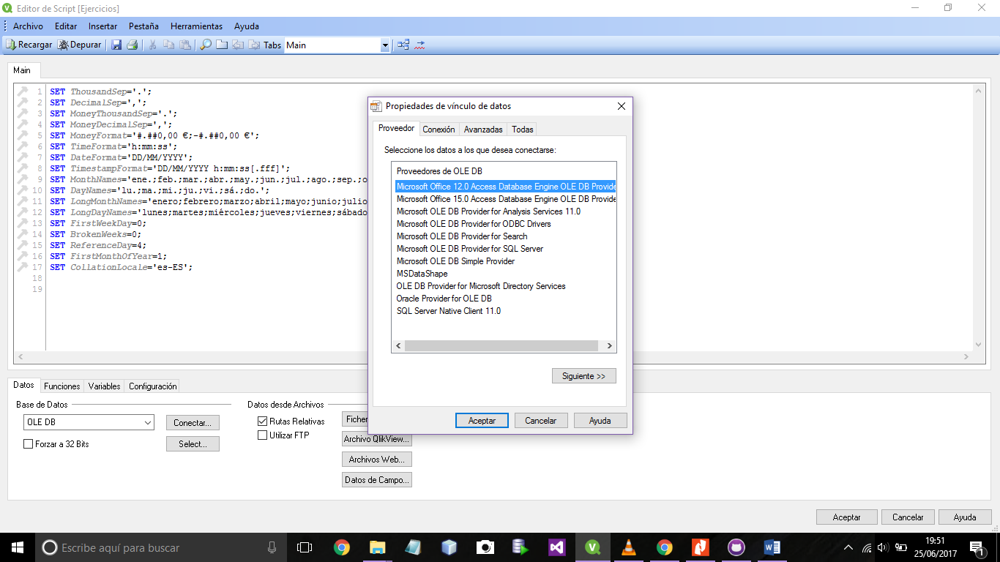 Editor de Script [Ejercicios]
Archivo Editar Insertar Pestaña Herramientas Ayuda
Recargar Depurar Tabs Main
Main
1 SET ThousandSep='.';
2 SET DecimalSep=',';
3 SET MoneyThousandSep='.';
4 SET MoneyDecimalSep=',';
5 SET MoneyFormat='#.##0,00 €;-#.##0,00 €';
6 SET TimeFormat='h:mm:ss';
7 SET DateFormat='DD/MM/YYYY';
8 SET TimestampFormat='DD/MM/YYYY h:mm:ss[.fff]';
9 SET MonthNames='ene.;feb.;mar.;abr.;may.;jun.;jul.;ago.;sep.;o
10 SET DayNames='lu.;ma.;mi.;ju.;vi.;sá.;do.';
11 SET LongMonthNames='enero;febrero;marzo;abril;mayo;junio;julio
12 SET LongDayNames='lunes;martes;miércoles;jueves;viernes;sábado
13 SET FirstWeekDay=0;
14 SET BrokenWeeks=0;
15 SET ReferenceDay=4;
16 SET FirstMonthOfYear=1;
17 SET CollationLocale='es-ES';
18
19
Propiedades de vínculo de datos
Proveedor Conexión Avanzadas Todas
Seleccione los datos a los que desea conectarse:
Proveedores de OLE DB
Microsoft Office 12.0 Access Database Engine OLE DB Provide
Microsoft Office 15.0 Access Database Engine OLE DB Provide
Microsoft OLE DB Provider for Analysis Services 11.0
Microsoft OLE DB Provider for ODBC Drivers
Microsoft OLE DB Provider for Search
Microsoft OLE DB Provider for SQL Server
Microsoft OLE DB Simple Provider
MSDataShape
OLE DB Provider for Microsoft Directory Services
Oracle Provider for OLE DB
SQL Server Native Client 11.0
Siguiente >>
Aceptar Cancelar Ayuda
Datos Funciones Variables Configuración
Base de Datos
OLE DB
Conectar...
Forzar a 32 Bits
Select...
Datos desde Archivos
Rutas Relativas
Utilizar FTP
Ficher
Archivo QlikView...
Archivos Web...
Datos de Campo...
Aceptar Cancelar Ayuda
Escribe aquí para buscar
19:51
25/06/2017
1